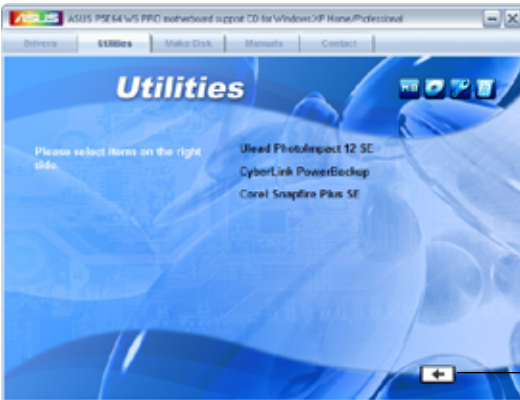 ASUS P5E64 WS PRO motherboard support CD for Windows XP Home/Professional
Drivers Utilities Make Disk Manuals Contact
Utilities
Please select items on the right side.
Ulead PhotoImpact 12 SE
CyberLink PowerBackup
Corel Snapfire Plus SE